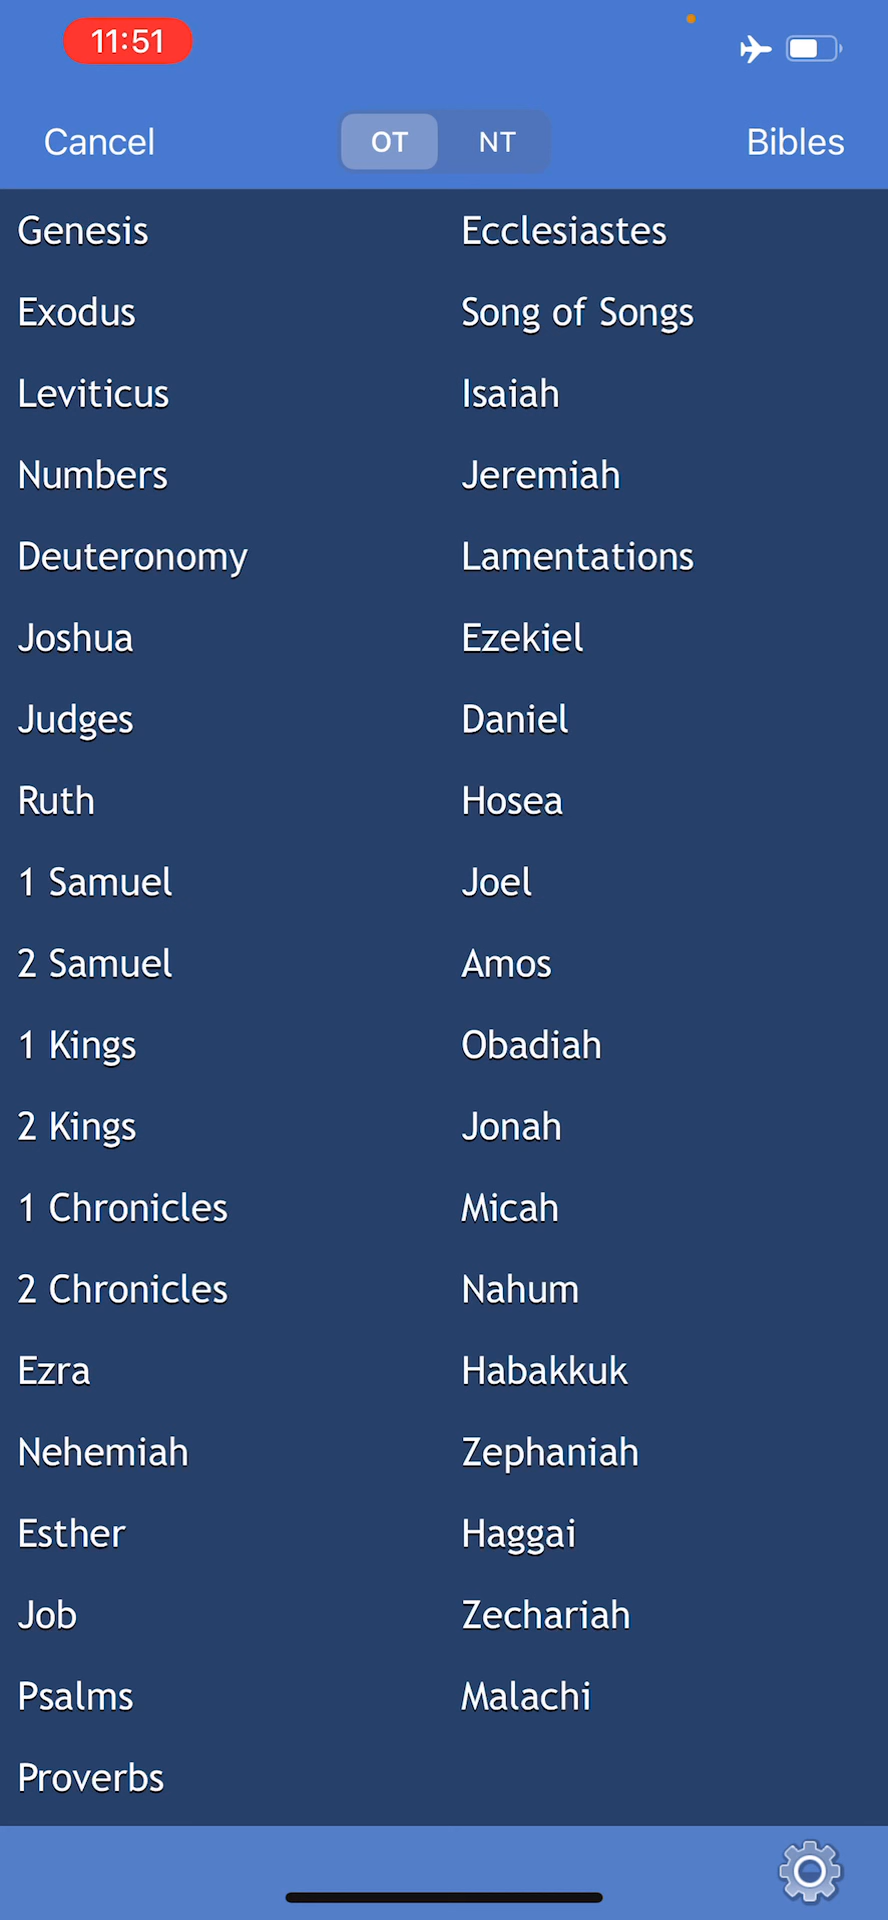 11:51
Cancel
OT
NT
Bibles
Genesis
Exodus
Leviticus
Numbers
Deuteronomy
Joshua
Judges
Ruth
1 Samuel
2 Samuel
1 Kings
2 Kings
1 Chronicles
2 Chronicles
Ezra
Nehemiah
Esther
Job
Psalms
Proverbs
Ecclesiastes
Song of Songs
Isaiah
Jeremiah
Lamentations
Ezekiel
Daniel
Hosea
Joel
Amos
Obadiah
Jonah
Micah
Nahum
Habakkuk
Zephaniah
Haggai
Zechariah
Malachi